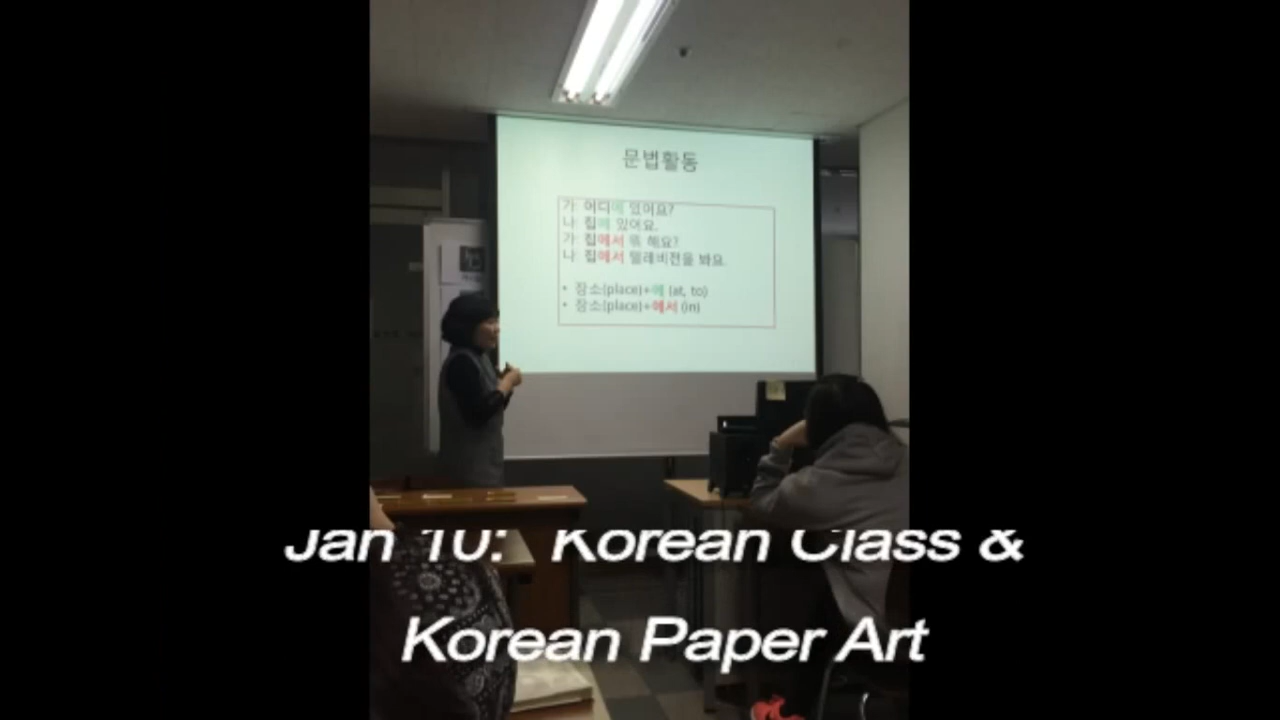 문법활동
가: 어디에 있어요?
나: 집에 있어요.
가: 집에서 뭐 해요?
나: 집에서 텔레비전을 봐요.
• 장소(place)+에 (at, to)
• 장소(place)+에서 (in)
Jan 10: Korean Class &
Korean Paper Art